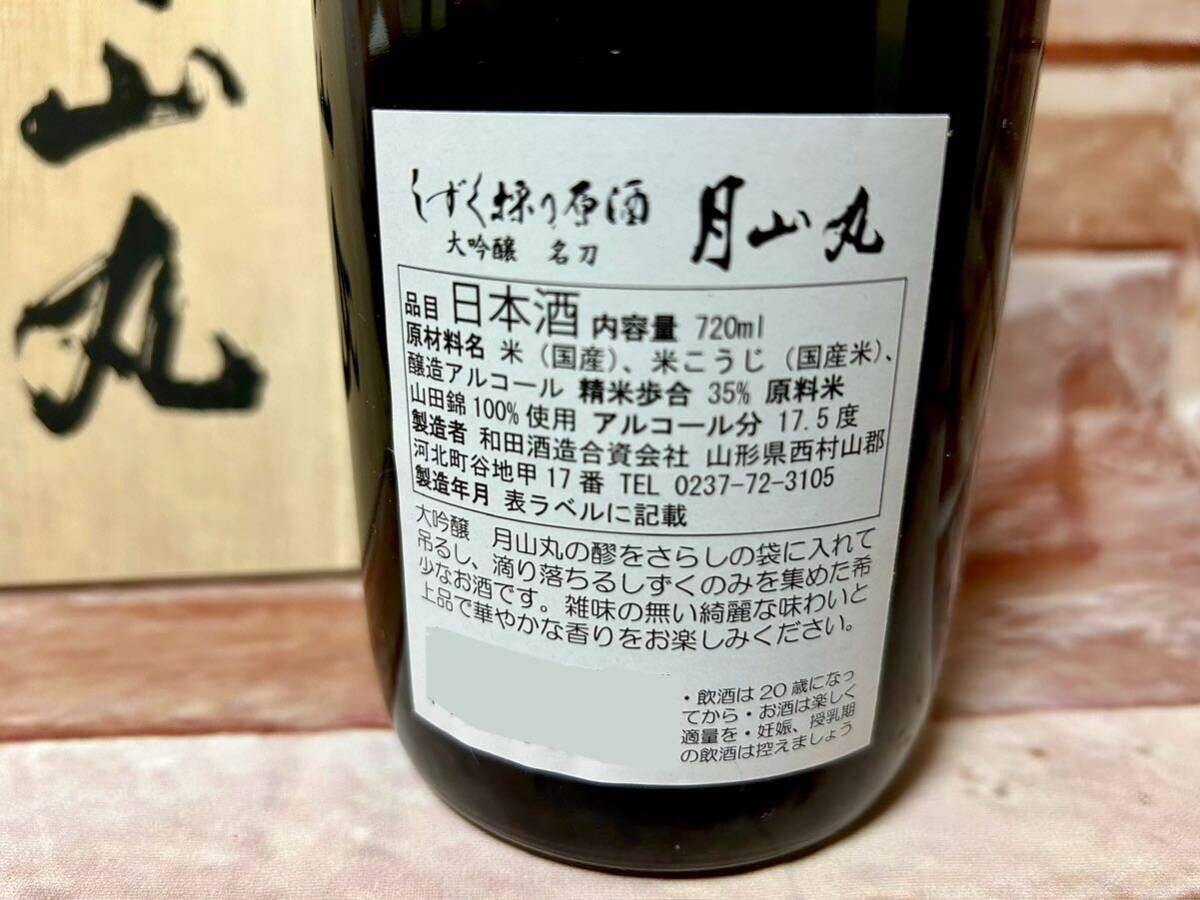 山丸
しずく採り原酒 月山丸
大吟醸 名刀
品目 日本酒 内容量 720ml
原材料名 米（国産）、米こうじ（国産米）、
醸造アルコール 精米歩合 35% 原料米
山田錦100%使用 アルコール分 17.5度
製造者 和田酒造合資会社 山形県西村山郡
河北町谷地甲17番 TEL 0237-72-3105
製造年月 表ラベルに記載
大吟醸 月山丸の醪をさらしの袋に入れて
吊るし、滴り落ちるしずくのみを集めた希
少なお酒です。雑味の無い綺麗な味わいと
上品で華やかな香りをお楽しみください。
・飲酒は20歳になっ
てから・お酒は楽しく
適量を・妊娠、授乳期
の飲酒は控えましょう